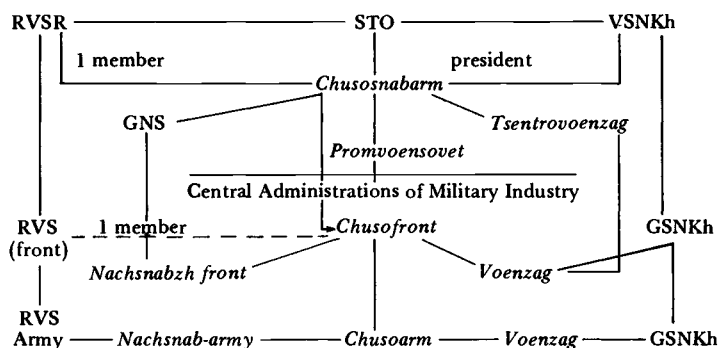 RVSR STO VSNKh
1 member president
Chusosnabarm
GNS Tsentrovoenzag
Promvoensovet
Central Administrations of Military Industry
RVS 1 member Chusofront GSNKh
(front)
Nachsnabzh front Voenzag
RVS
Army Nachsnab-army Chusoarm Voenzag GSNKh